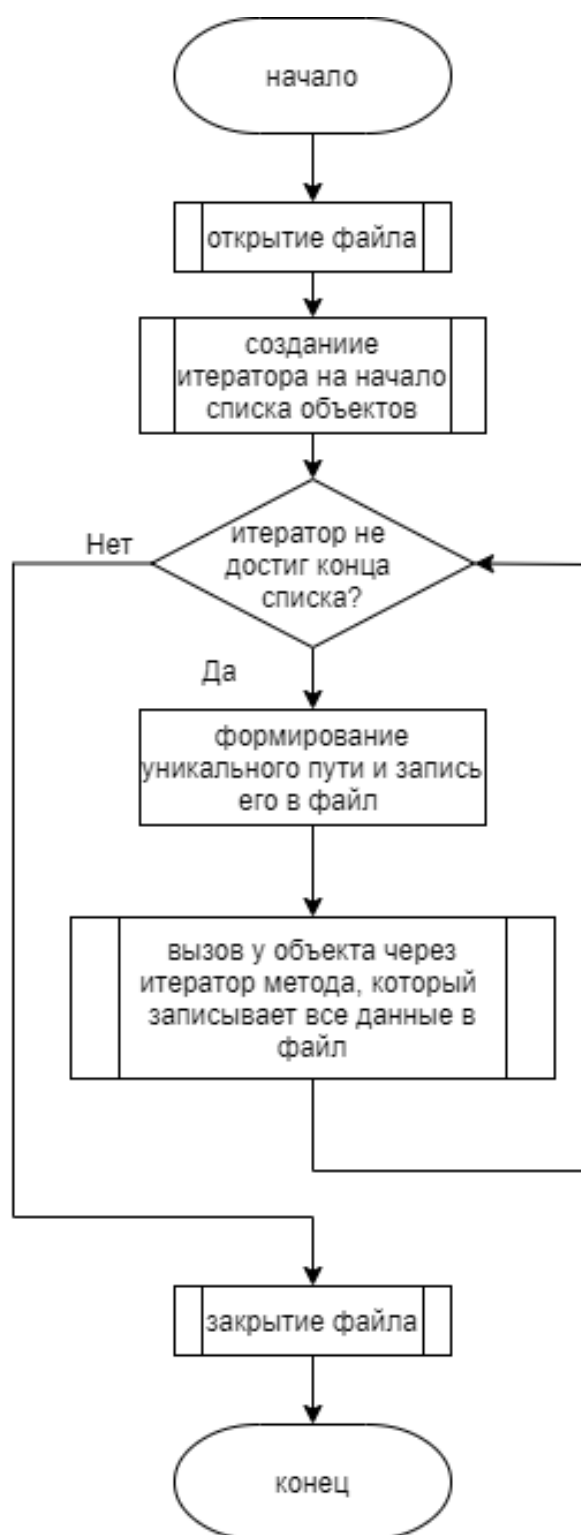 начало
открытие файла
созданиие
итератора на начало
списка объектов
итератор не
достиг конца
списка?
Нет
Да
формирование
уникального пути и запись
его в файл
вызов у объекта через
итератор метода, который
записывает все данные в
файл
закрытие файла
конец